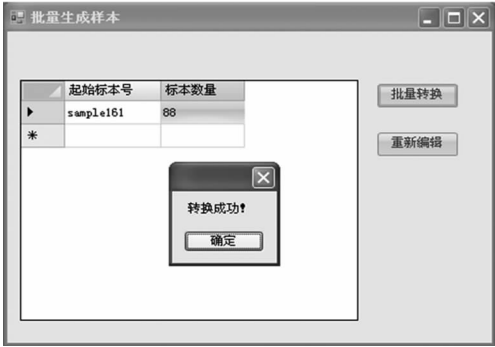 批量生成样本
起始标本号 标本数量
sample161 88
批量转换
重新编辑
转换成功!
确定